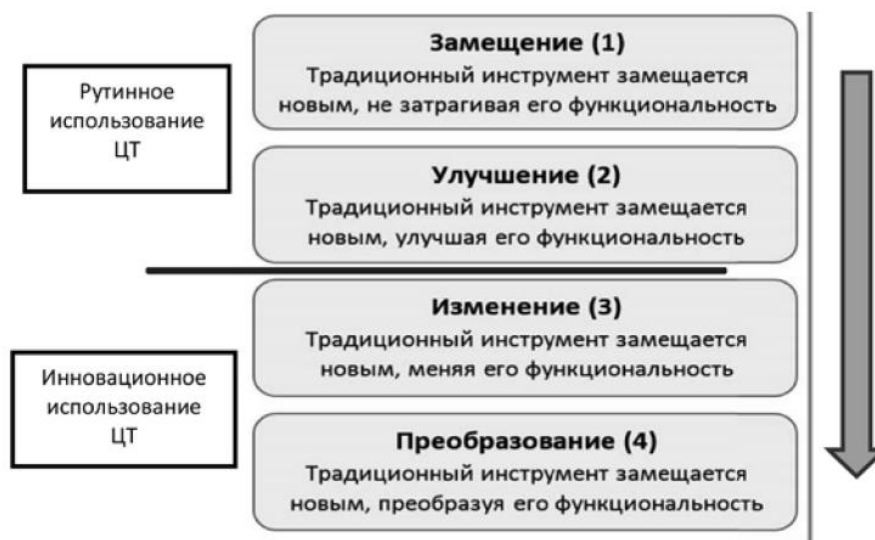 Рутинное
использование
ЦТ
Замещение (1)
Традиционный инструмент замещается
новым, не затрагивая его функциональность
Улучшение (2)
Традиционный инструмент замещается
новым, улучшая его функциональность
Инновационное
использование
ЦТ
Изменение (3)
Традиционный инструмент замещается
новым, меняя его функциональность
Преобразование (4)
Традиционный инструмент замещается
новым, преобразуя его функциональность